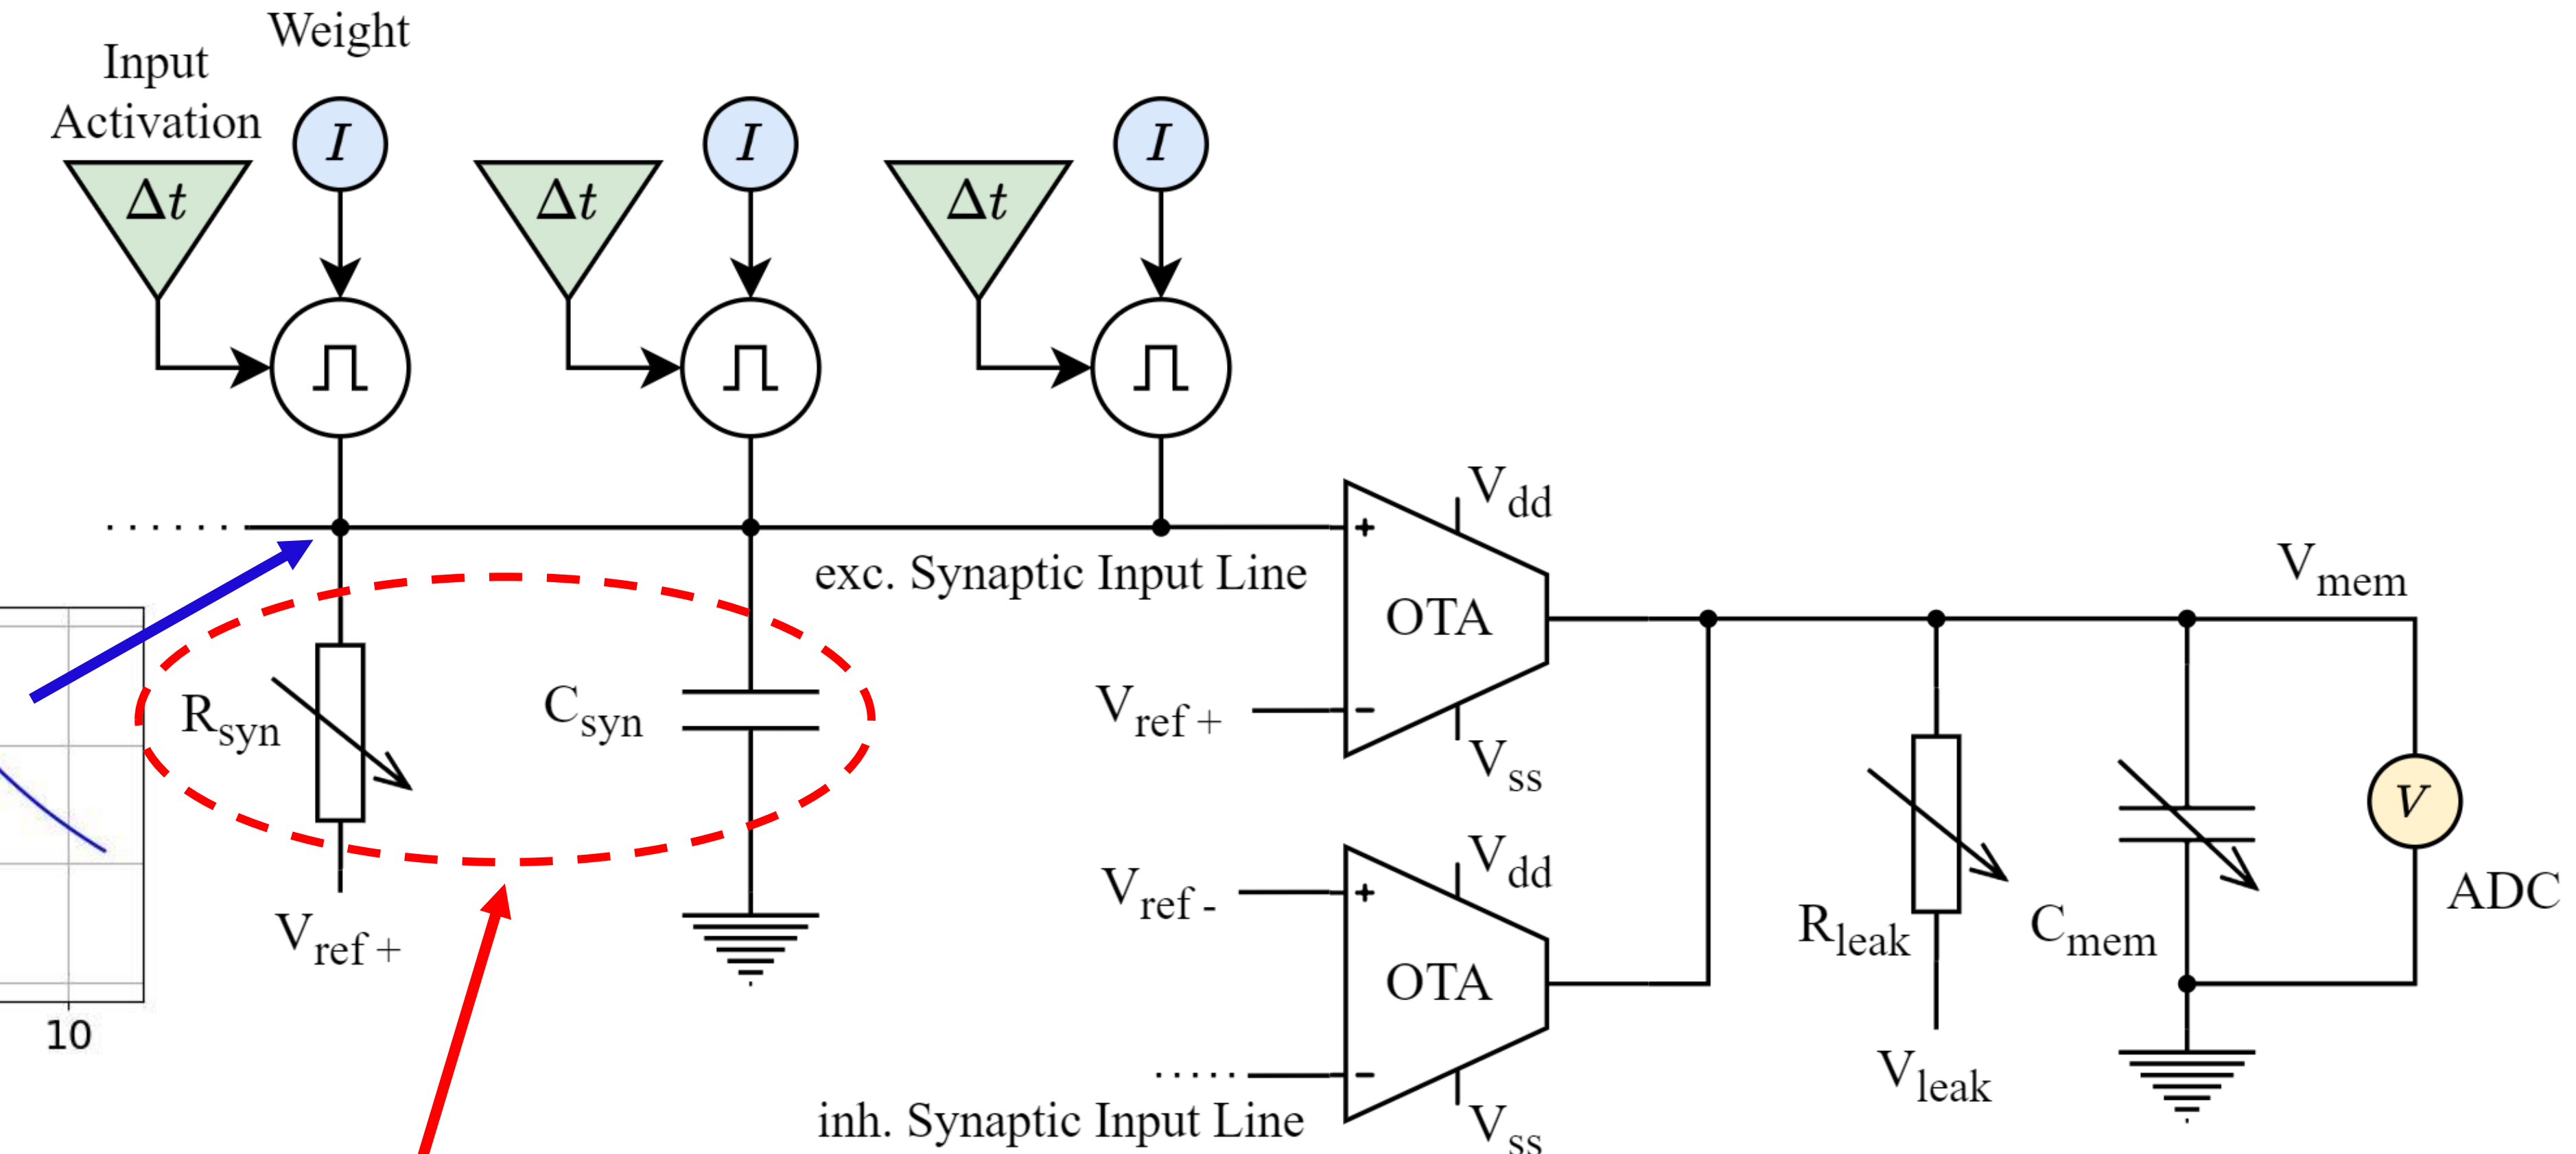 Weight
Input
Activation
I
I
I
Δt
Δt
Δt
V_dd
+
exc. Synaptic Input Line
V_mem
OTA
R_syn
C_syn
V_ref +
-
V_ss
V
V_dd
V_ref -
+
ADC
V_ref +
R_leak
C_mem
OTA
10
-
V_leak
inh. Synaptic Input Line
V_ss